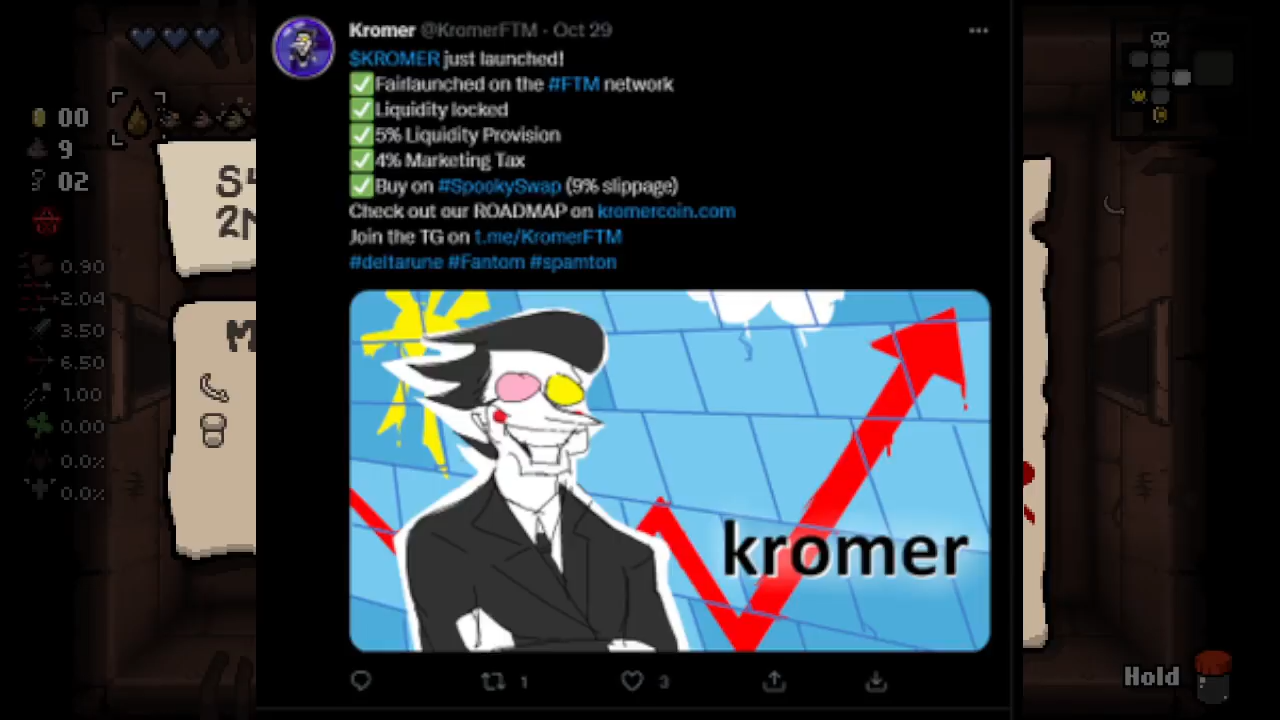 Kromer @KromerFTM · Oct 29
$KROMER just launched!
✅Fairlaunched on the #FTM network
✅Liquidity locked
✅5% Liquidity Provision
✅4% Marketing Tax
✅Buy on #SpookySwap (9% slippage)
Check out our ROADMAP on kromercoin.com
Join the TG on t.me/KromerFTM
#deltarune #Fantom #spamton
kromer
1
3
00
9
02
0.90
2.04
3.50
6.50
1.00
0.00
0.0%
0.0%
Hold